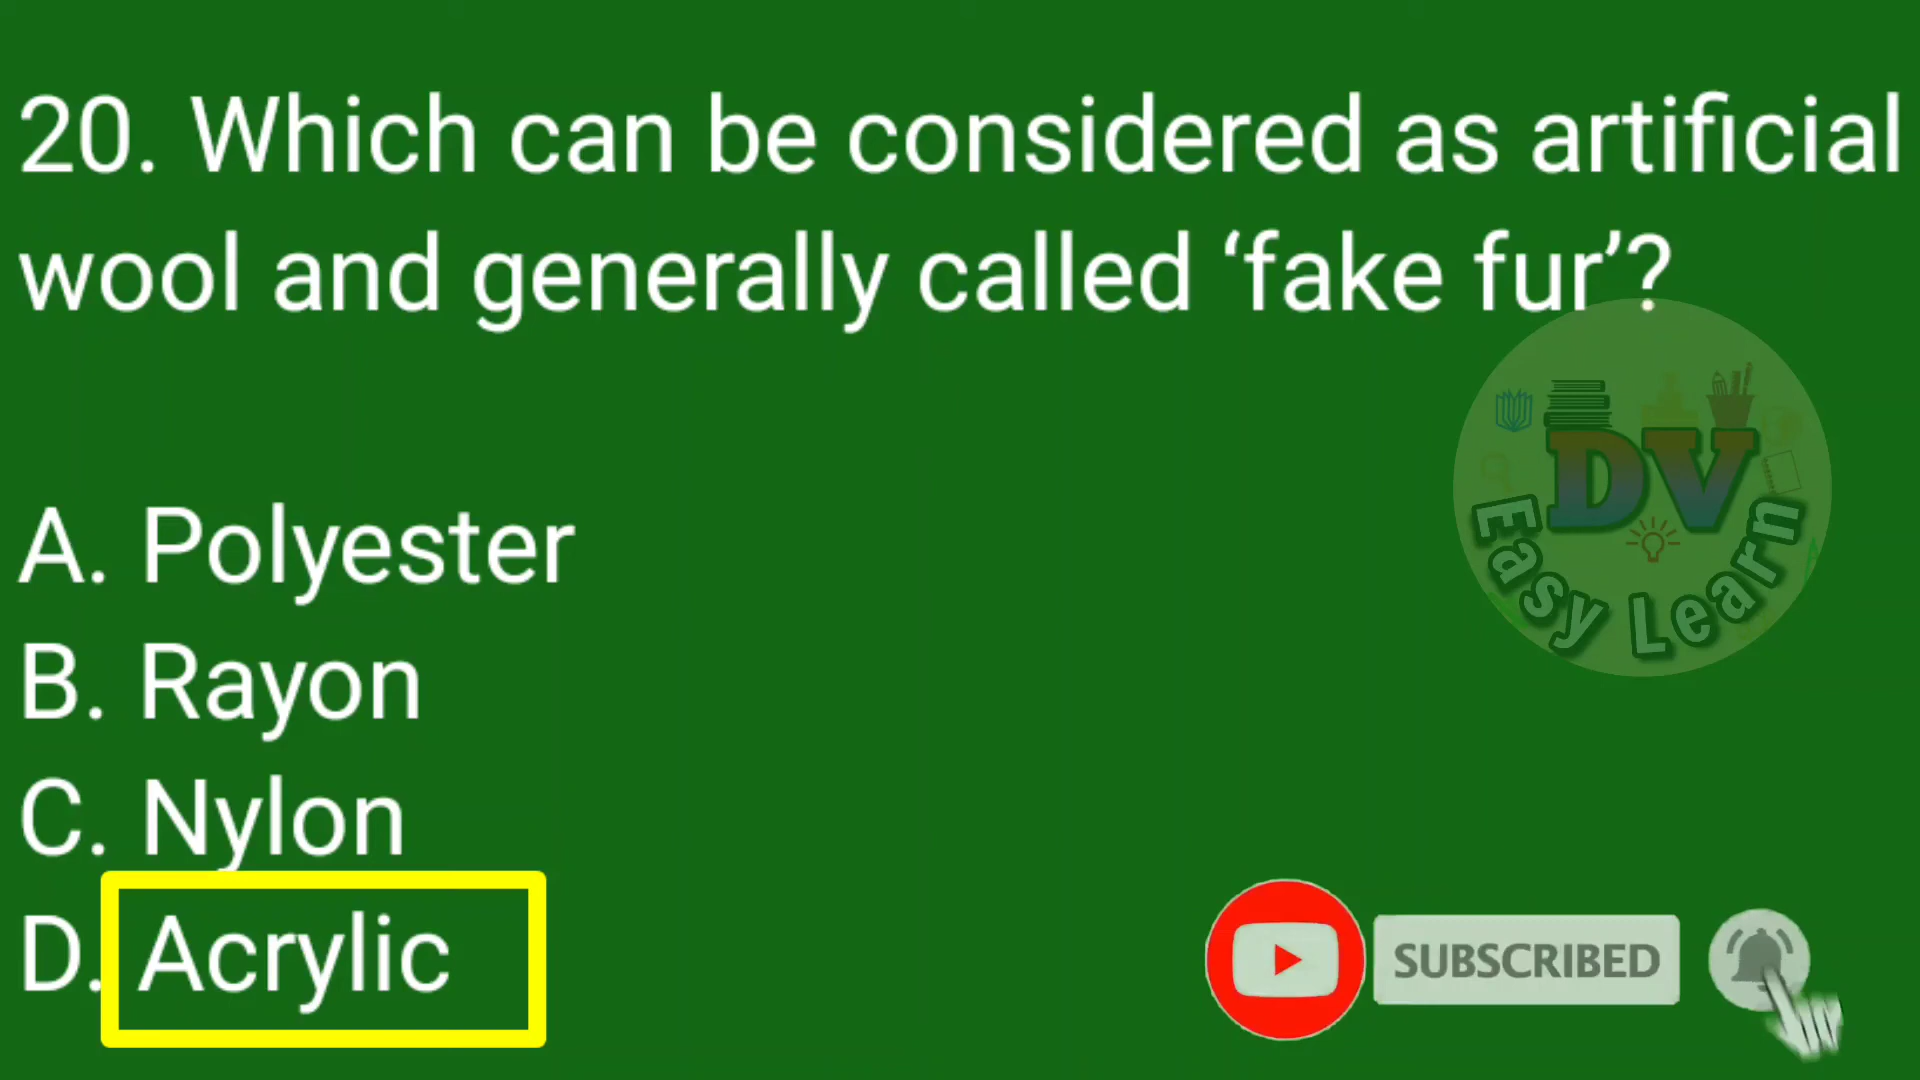 20. Which can be considered as artificial
wool and generally called ‘fake fur’?
DV
Easy Learn
A. Polyester
B. Rayon
C. Nylon
D. Acrylic
SUBSCRIBED